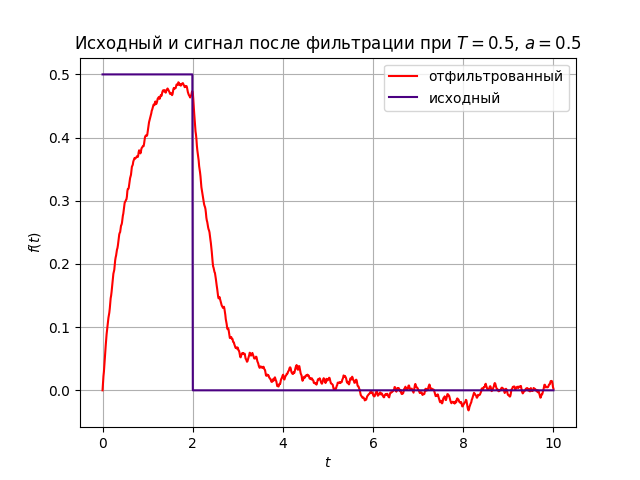 Исходный и сигнал после фильтрации при T = 0.5, a = 0.5
отфильтрованный
исходный
f(t)
0.5
0.4
0.3
0.2
0.1
0.0
0 2 4 6 8 10
t